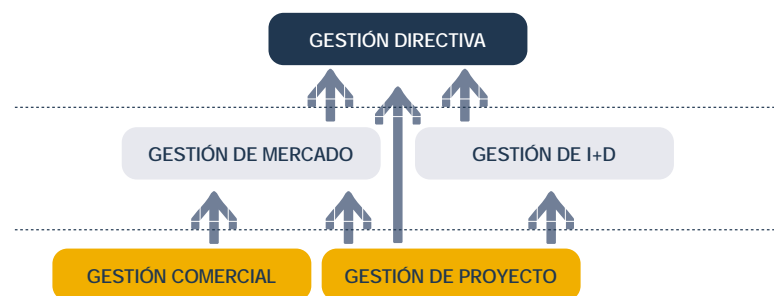 GESTIÓN DIRECTIVA
GESTIÓN DE MERCADO
GESTIÓN DE I+D
GESTIÓN COMERCIAL
GESTIÓN DE PROYECTO